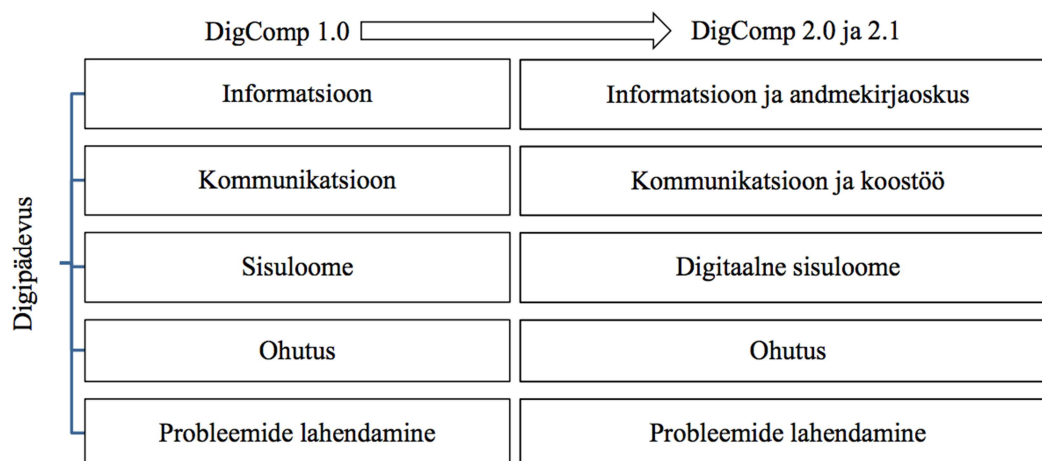 DigComp 1.0 DigComp 2.0 ja 2.1
Digipädevus
Informatsioon Informatsioon ja andmekirjaoskus
Kommunikatsioon Kommunikatsioon ja koostöö
Sisuloome Digitaalne sisuloome
Ohutus Ohutus
Probleemide lahendamine Probleemide lahendamine